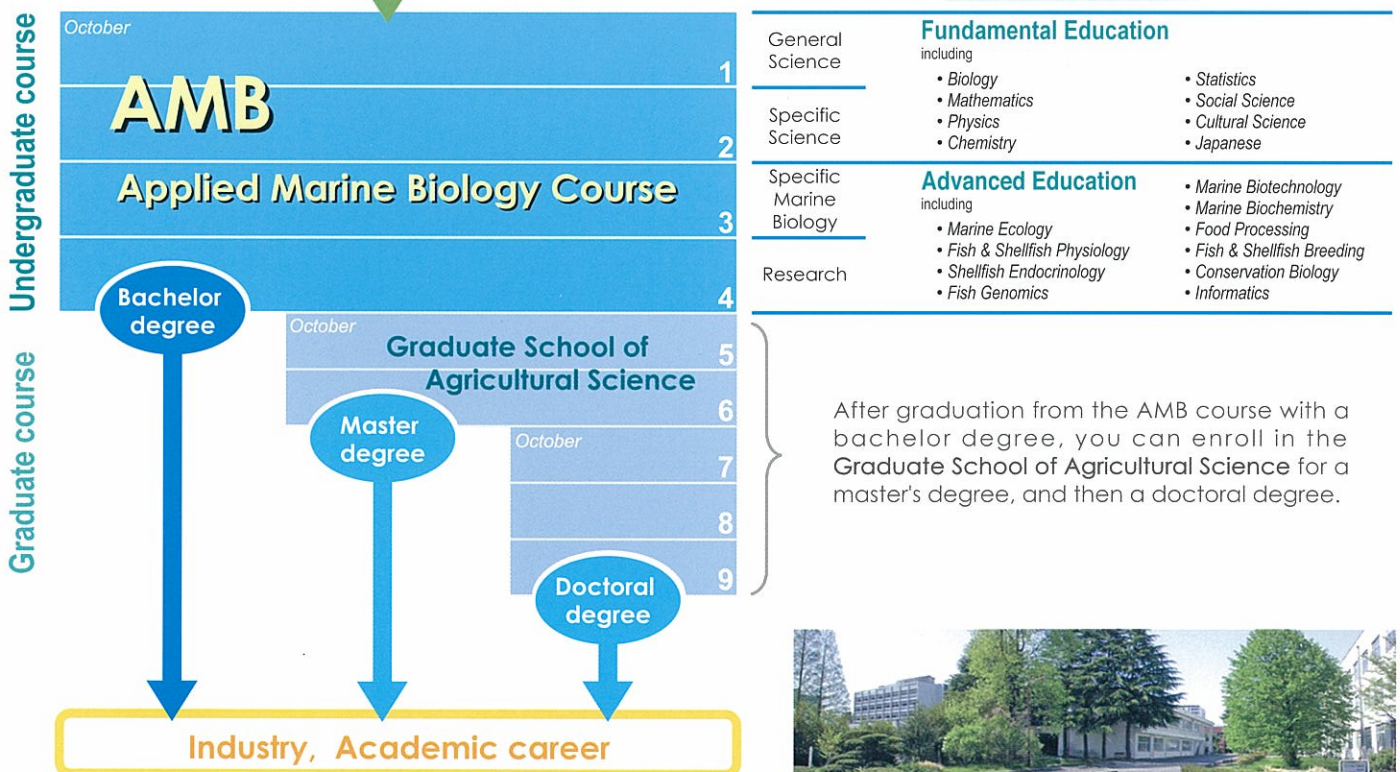 Undergraduate course
Graduate course
October
1
AMB
2
Applied Marine Biology Course
3
4
Bachelor
degree
October
Graduate School of
Agricultural Science
5
6
Master
degree
October
7
8
9
Doctoral
degree
Industry, Academic career
General
Science
Specific
Science
Specific
Marine
Biology
Research
Fundamental Education
including
• Biology
• Mathematics
• Physics
• Chemistry
• Statistics
• Social Science
• Cultural Science
• Japanese
Advanced Education
including
• Marine Ecology
• Fish & Shellfish Physiology
• Shellfish Endocrinology
• Fish Genomics
• Marine Biotechnology
• Marine Biochemistry
• Food Processing
• Fish & Shellfish Breeding
• Conservation Biology
• Informatics
After graduation from the AMB course with a
bachelor degree, you can enroll in the
Graduate School of Agricultural Science for a
master's degree, and then a doctoral degree.